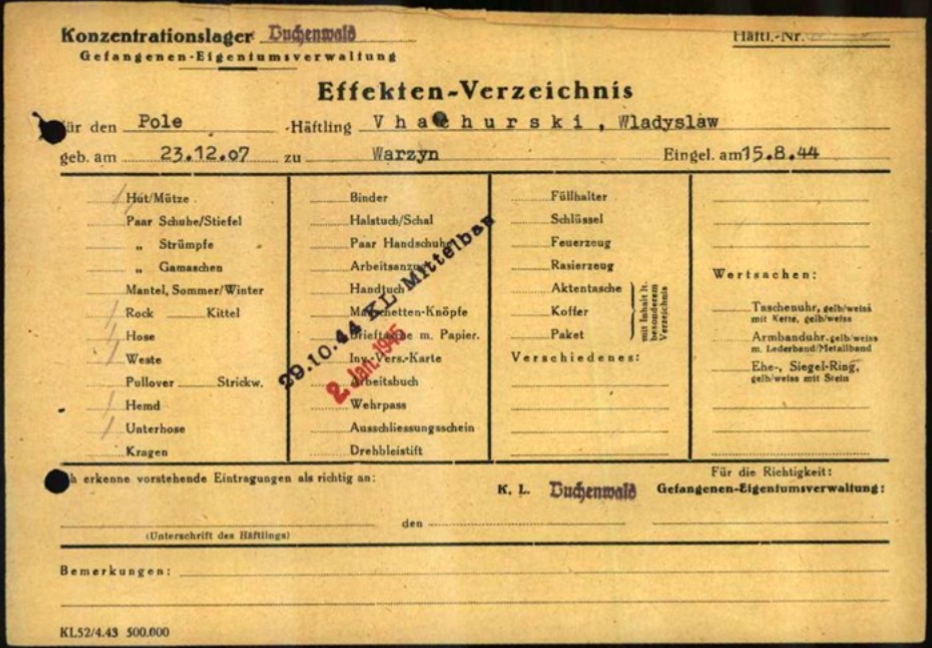 Konzentrationslager Buchenwald
Häftl.-Nr.
Gefangenen-Eigentumsverwaltung
Effekten-Verzeichnis
für den Pole -Häftling Vhachurski, Wladyslaw
geb. am 23.12.07 zu Warzyn Eingel. am 15.8.44
Hut/Mütze
Paar Schuhe/Stiefel
„ Strümpfe
„ Gamaschen
Mantel, Sommer/Winter
Rock Kittel
Hose
Weste
Pullover Strickw.
Hemd
Unterhose
Kragen
Binder
Halstuch/Schal
Paar Handschuhe
Arbeitsanzug
Handtuch
Manschetten-Knöpfe
Brieftasche m. Papier.
Inv.-Vers.-Karte
Arbeitsbuch
Wehrpass
Ausschliessungsschein
Drehbleistift
29.10.44 KL Mittelbau
2. Jan. 1945
Füllhalter
Schlüssel
Feuerzeug
Rasierzeug
Aktentasche
Koffer
Paket
mit Inhalt lt.
besonderem
Verzeichnis
Verschiedenes:
Wertsachen:
Taschenuhr, gelb/weiss
mit Kette, gelb/weiss
Armbanduhr, gelb/weiss
m. Lederband/Metallband
Ehe-, Siegel-Ring,
gelb/weiss mit Stein
Ich erkenne vorstehende Eintragungen als richtig an:
Für die Richtigkeit:
K. L. Buchenwald Gefangenen-Eigentumsverwaltung:
den
(Unterschrift des Häftlings)
Bemerkungen:
KL52/4.43 500.000